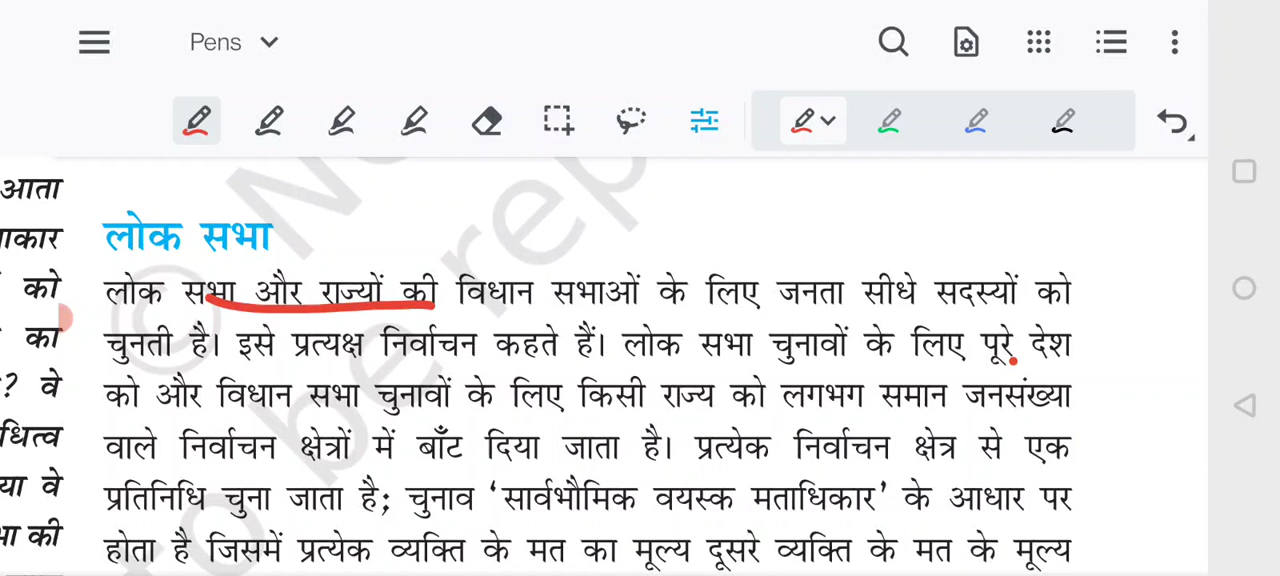 Pens
आता
लोक सभा
को
लोक सभा और राज्यों की विधान सभाओं के लिए जनता सीधे सदस्यों को
का
चुनती है। इसे प्रत्यक्ष निर्वाचन कहते हैं। लोक सभा चुनावों के लिए पूरे देश
? वे
को और विधान सभा चुनावों के लिए किसी राज्य को लगभग समान जनसंख्या
वाले निर्वाचन क्षेत्रों में बाँट दिया जाता है। प्रत्येक निर्वाचन क्षेत्र से एक
वे
प्रतिनिधि चुना जाता है; चुनाव ‘सार्वभौमिक वयस्क मताधिकार’ के आधार पर
की
होता है जिसमें प्रत्येक व्यक्ति के मत का मूल्य दूसरे व्यक्ति के मत के मूल्य